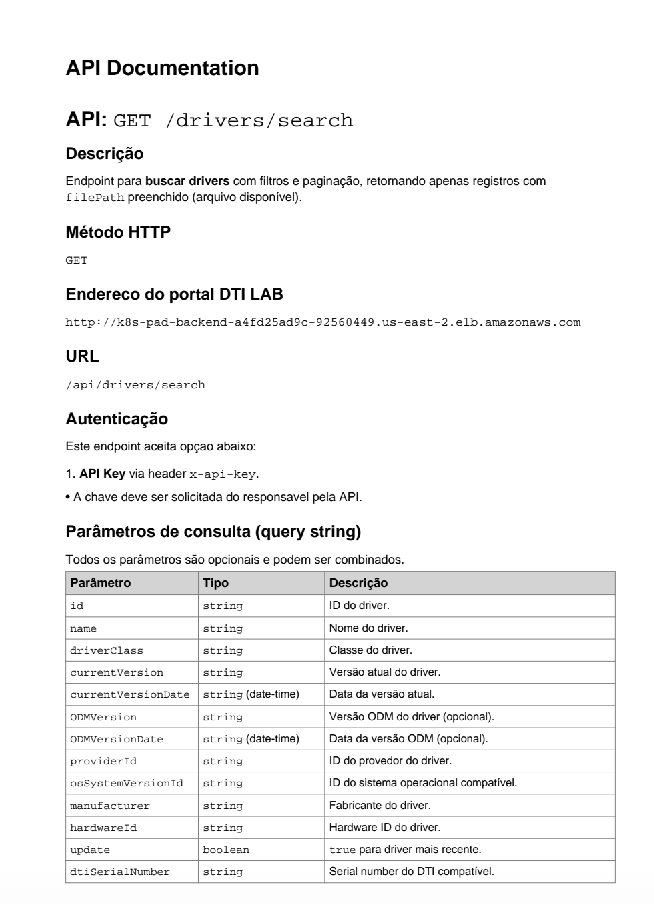 API Documentation
API: GET /drivers/search
Descrição
Endpoint para buscar drivers com filtros e paginação, retornando apenas registros com
filePath preenchido (arquivo disponível).
Método HTTP
GET
Endereco do portal DTI LAB
http://k8s-pad-backend-a4fd25ad9c-92560449.us-east-2.elb.amazonaws.com
URL
/api/drivers/search
Autenticação
Este endpoint aceita opçao abaixo:
1. API Key via header x-api-key.
• A chave deve ser solicitada do responsavel pela API.
Parâmetros de consulta (query string)
Todos os parâmetros são opcionais e podem ser combinados.
Parâmetro Tipo Descrição
id string ID do driver.
name string Nome do driver.
driverClass string Classe do driver.
currentVersion string Versão atual do driver.
currentVersionDate string (date-time) Data da versão atual.
ODMVersion string Versão ODM do driver (opcional).
ODMVersionDate string (date-time) Data da versão ODM (opcional).
providerId string ID do provedor do driver.
osSystemVersionId string ID do sistema operacional compatível.
manufacturer string Fabricante do driver.
hardwareId string Hardware ID do driver.
update boolean true para driver mais recente.
dtiSerialNumber string Serial number do DTI compatível.